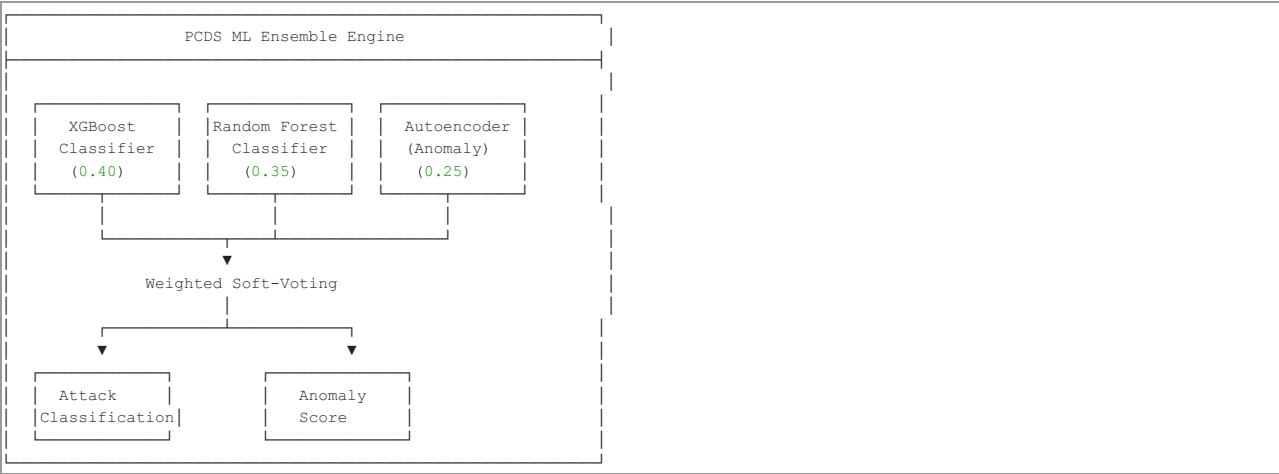 PCDS ML Ensemble Engine
XGBoost Random Forest Autoencoder
Classifier Classifier (Anomaly)
(0.40) (0.35) (0.25)
Weighted Soft-Voting
Attack Anomaly
Classification Score